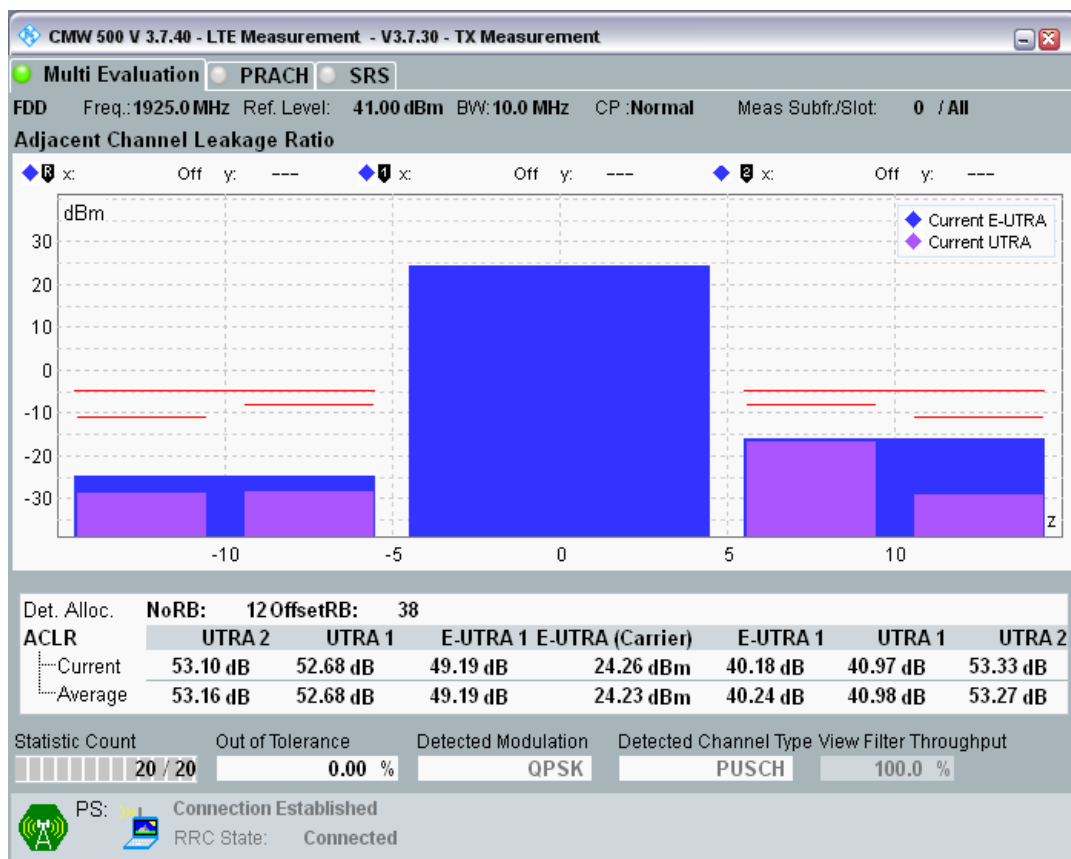 CMW 500 V 3.7.40 - LTE Measurement - V3.7.30 - TX Measurement
Multi Evaluation PRACH SRS
FDD Freq.: 1925.0 MHz Ref. Level: 41.00 dBm BW: 10.0 MHz CP :Normal Meas Subfr./Slot: 0 / All
Adjacent Channel Leakage Ratio
R x: Off y: --- 1 x: Off y: --- 2 x: Off y: ---
dBm
Current E-UTRA
Current UTRA
30
20
10
0
-10
-20
-30
z
-10 -5 0 5 10
Det. Alloc. NoRB: 12 OffsetRB: 38
ACLR UTRA 2 UTRA 1 E-UTRA 1 E-UTRA (Carrier) E-UTRA 1 UTRA 1 UTRA 2
Current 53.10 dB 52.68 dB 49.19 dB 24.26 dBm 40.18 dB 40.97 dB 53.33 dB
Average 53.16 dB 52.68 dB 49.19 dB 24.23 dBm 40.24 dB 40.98 dB 53.27 dB
Statistic Count Out of Tolerance Detected Modulation Detected Channel Type View Filter Throughput
20 / 20 0.00 % QPSK PUSCH 100.0 %
PS: Connection Established
RRC State: Connected